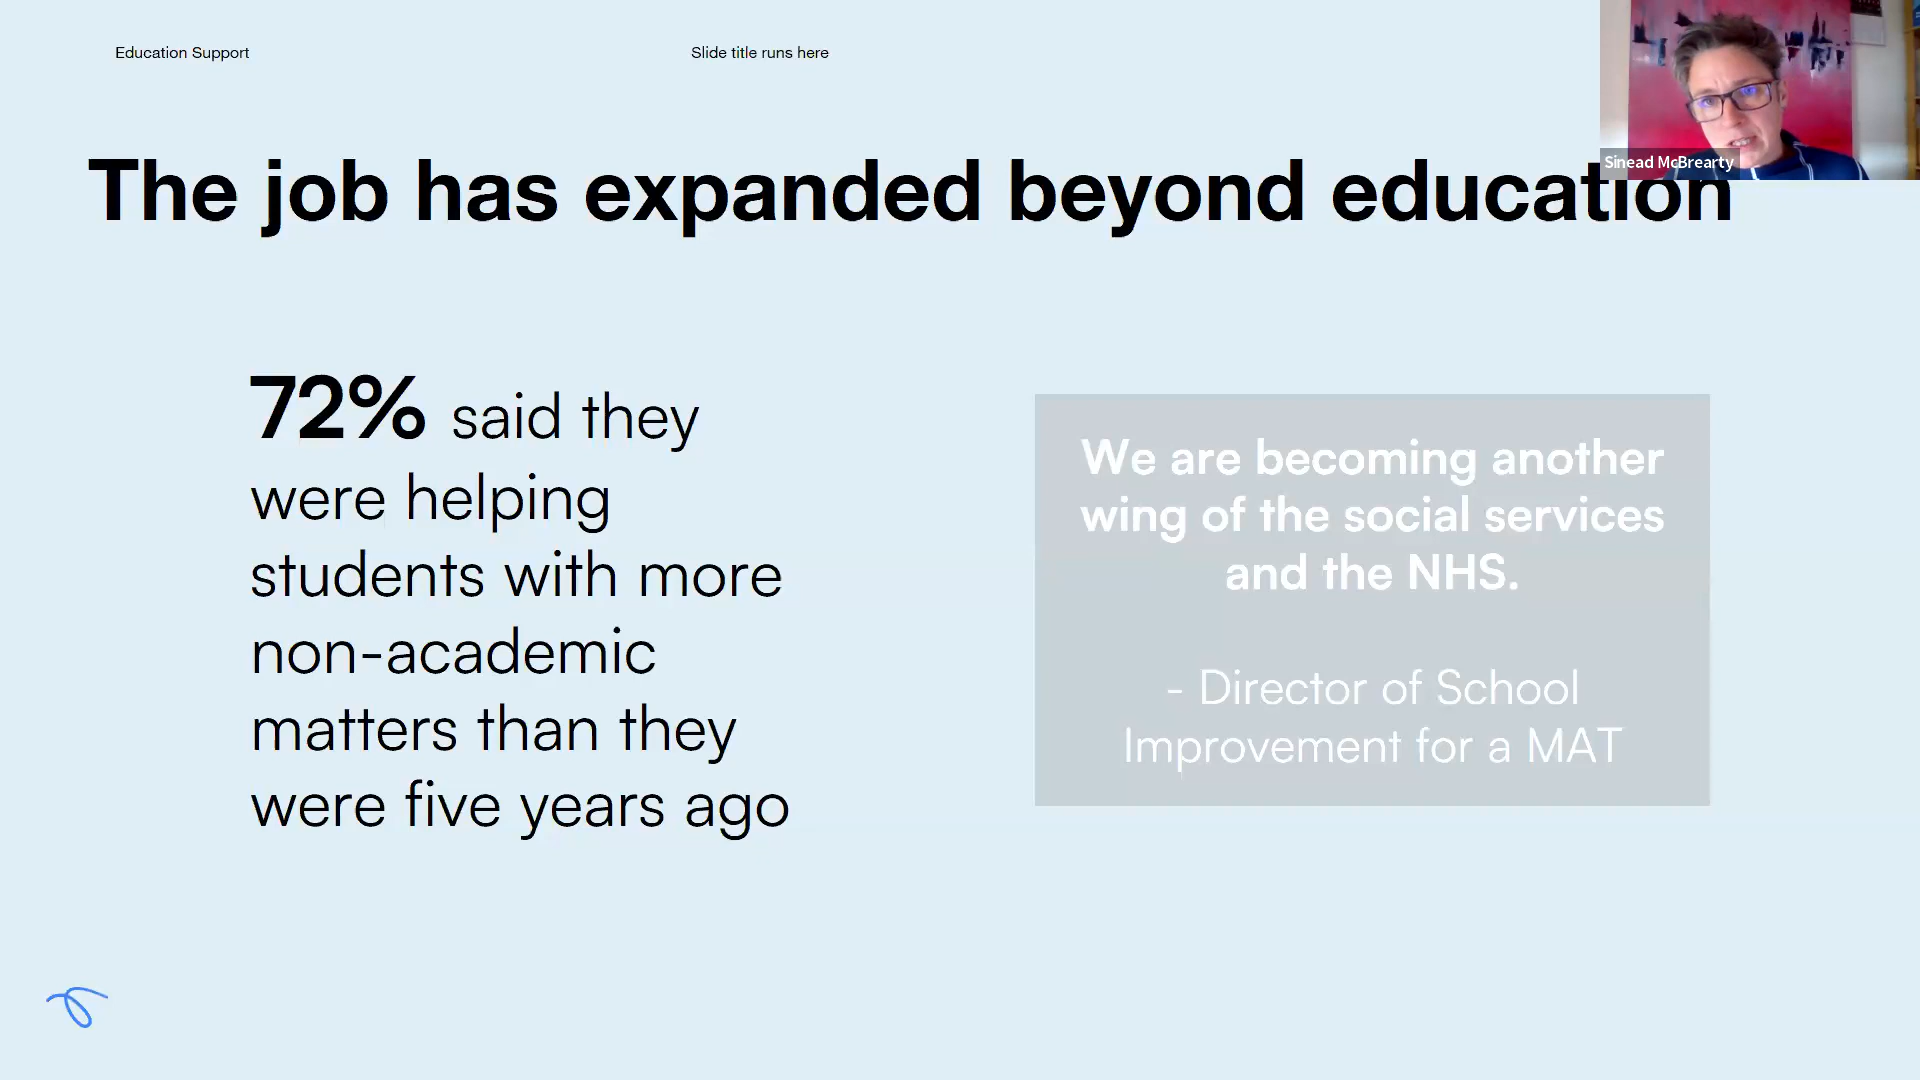 Education Support
Slide title runs here
Sinead McBrearty
The job has expanded beyond education
72% said they
were helping
students with more
non-academic
matters than they
were five years ago
We are becoming another
wing of the social services
and the NHS.
- Director of School
Improvement for a MAT